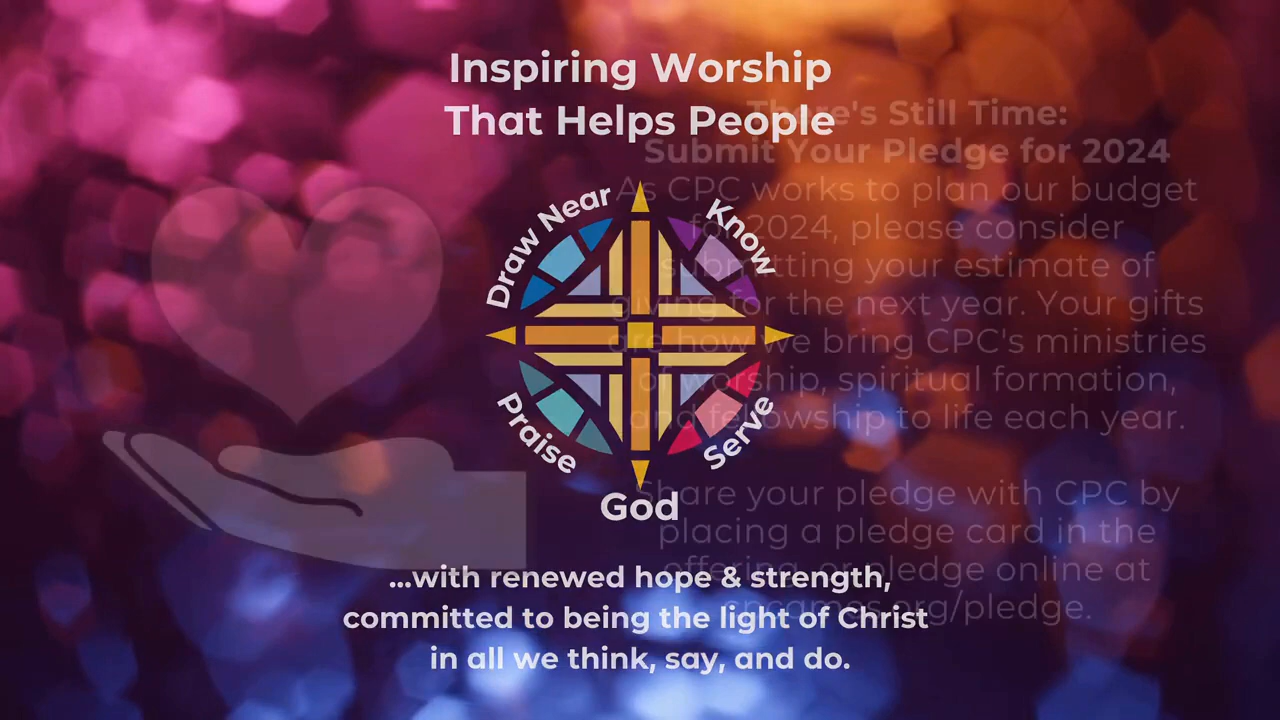 Inspiring Worship
That Helps People
Draw Near
Know
Praise
Serve
God
...with renewed hope & strength,
committed to being the light of Christ
in all we think, say, and do.
There's Still Time:
Submit Your Pledge for 2024
As CPC works to plan our budget
for 2024, please consider
submitting your estimate of
giving for the next year. Your gifts
are how we bring CPC's ministries
of worship, spiritual formation,
and fellowship to life each year.
Share your pledge with CPC by
placing a pledge card in the
offering, or pledge online at